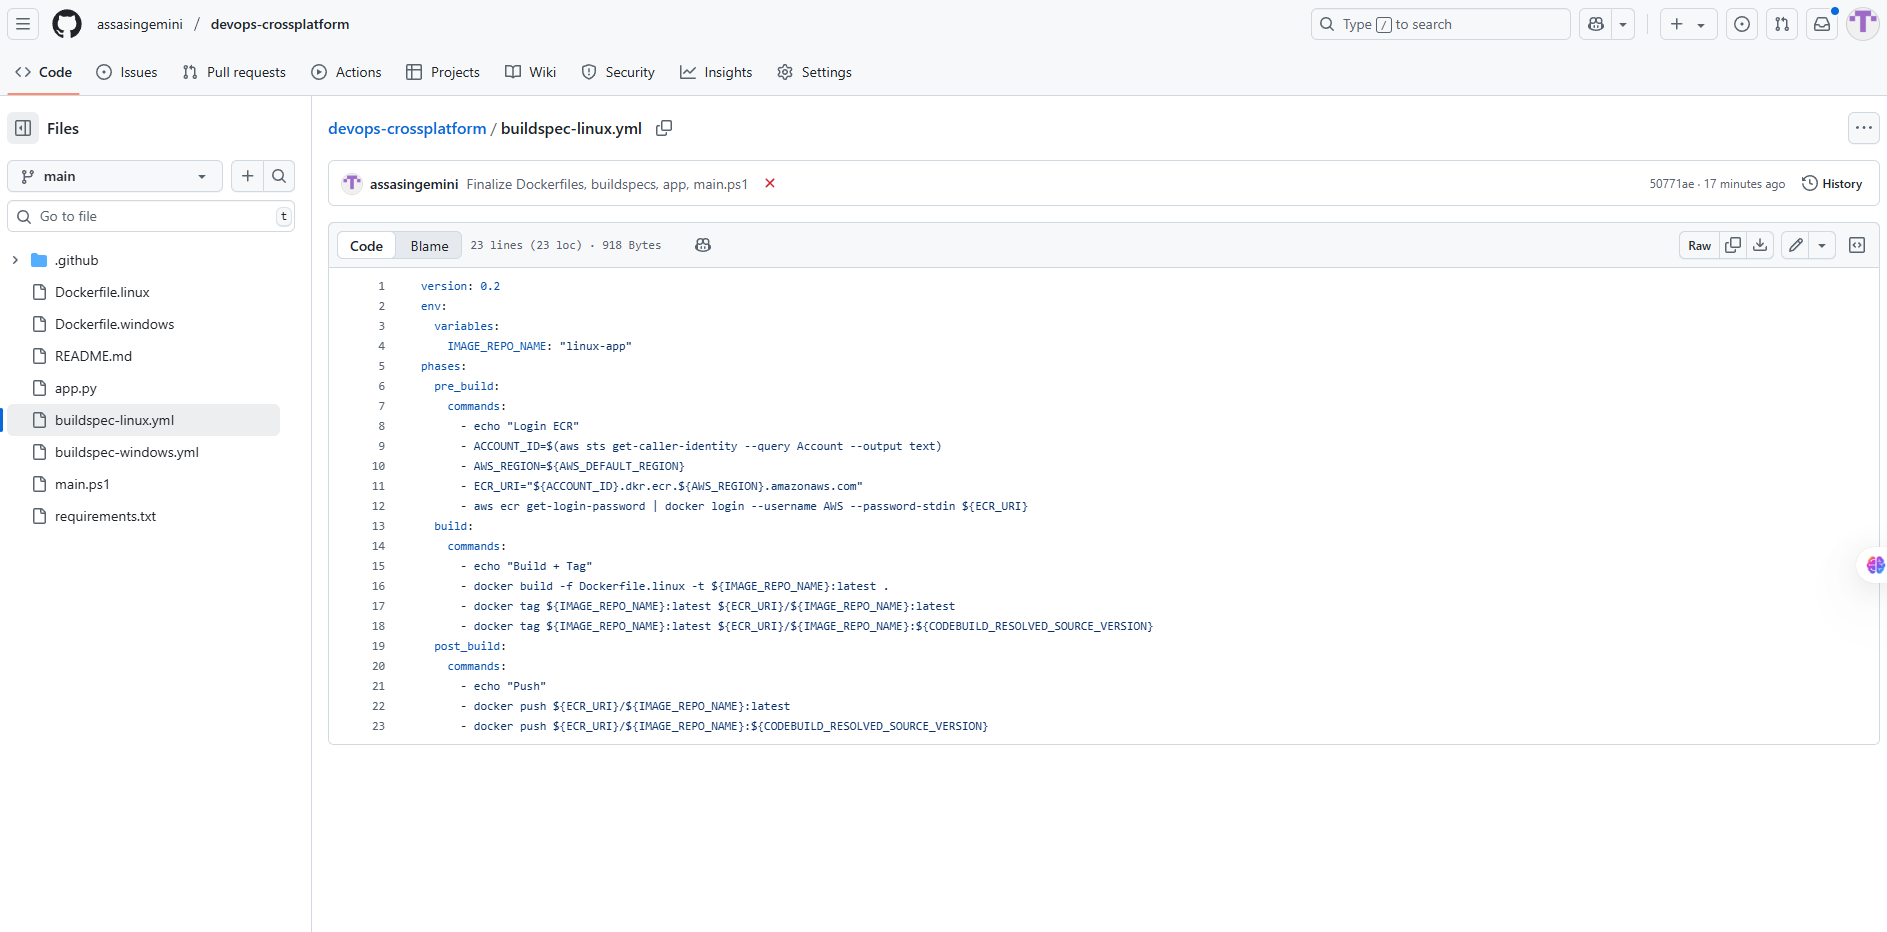 assasingemini / devops-crossplatform
Type / to search
Code
Issues
Pull requests
Actions
Projects
Wiki
Security
Insights
Settings
Files
main
Go to file
t
.github
Dockerfile.linux
Dockerfile.windows
README.md
app.py
buildspec-linux.yml
buildspec-windows.yml
main.ps1
requirements.txt
devops-crossplatform / buildspec-linux.yml
assasingemini Finalize Dockerfiles, buildspecs, app, main.ps1
50771ae · 17 minutes ago
History
Code
Blame
23 lines (23 loc) · 918 Bytes
Raw
1 version: 0.2
2 env:
3   variables:
4     IMAGE_REPO_NAME: "linux-app"
5 phases:
6   pre_build:
7     commands:
8       - echo "Login ECR"
9       - ACCOUNT_ID=$(aws sts get-caller-identity --query Account --output text)
10       - AWS_REGION=${AWS_DEFAULT_REGION}
11       - ECR_URI="${ACCOUNT_ID}.dkr.ecr.${AWS_REGION}.amazonaws.com"
12       - aws ecr get-login-password | docker login --username AWS --password-stdin ${ECR_URI}
13   build:
14     commands:
15       - echo "Build + Tag"
16       - docker build -f Dockerfile.linux -t ${IMAGE_REPO_NAME}:latest .
17       - docker tag ${IMAGE_REPO_NAME}:latest ${ECR_URI}/${IMAGE_REPO_NAME}:latest
18       - docker tag ${IMAGE_REPO_NAME}:latest ${ECR_URI}/${IMAGE_REPO_NAME}:${CODEBUILD_RESOLVED_SOURCE_VERSION}
19   post_build:
20     commands:
21       - echo "Push"
22       - docker push ${ECR_URI}/${IMAGE_REPO_NAME}:latest
23       - docker push ${ECR_URI}/${IMAGE_REPO_NAME}:${CODEBUILD_RESOLVED_SOURCE_VERSION}